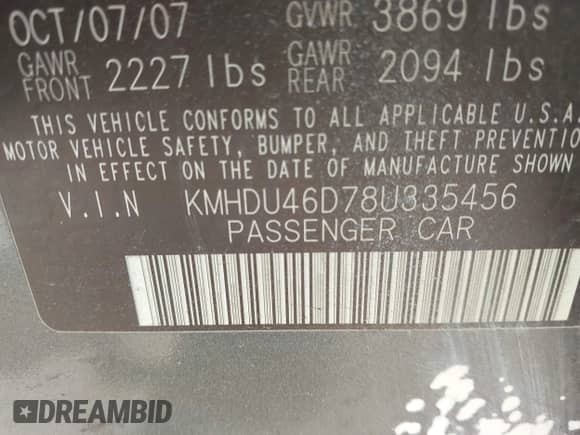 OCT/07/07 GVWR 3869 lbs
GAWR FRONT 2227 lbs GAWR REAR 2094 lbs
THIS VEHICLE CONFORMS TO ALL APPLICABLE U.S.A.
MOTOR VEHICLE SAFETY, BUMPER, AND THEFT PREVENTIO
IN EFFECT ON THE DATE OF MANUFACTURE SHOWN
V.I.N KMHDU46D78U335456
PASSENGER CAR
DREAMBID